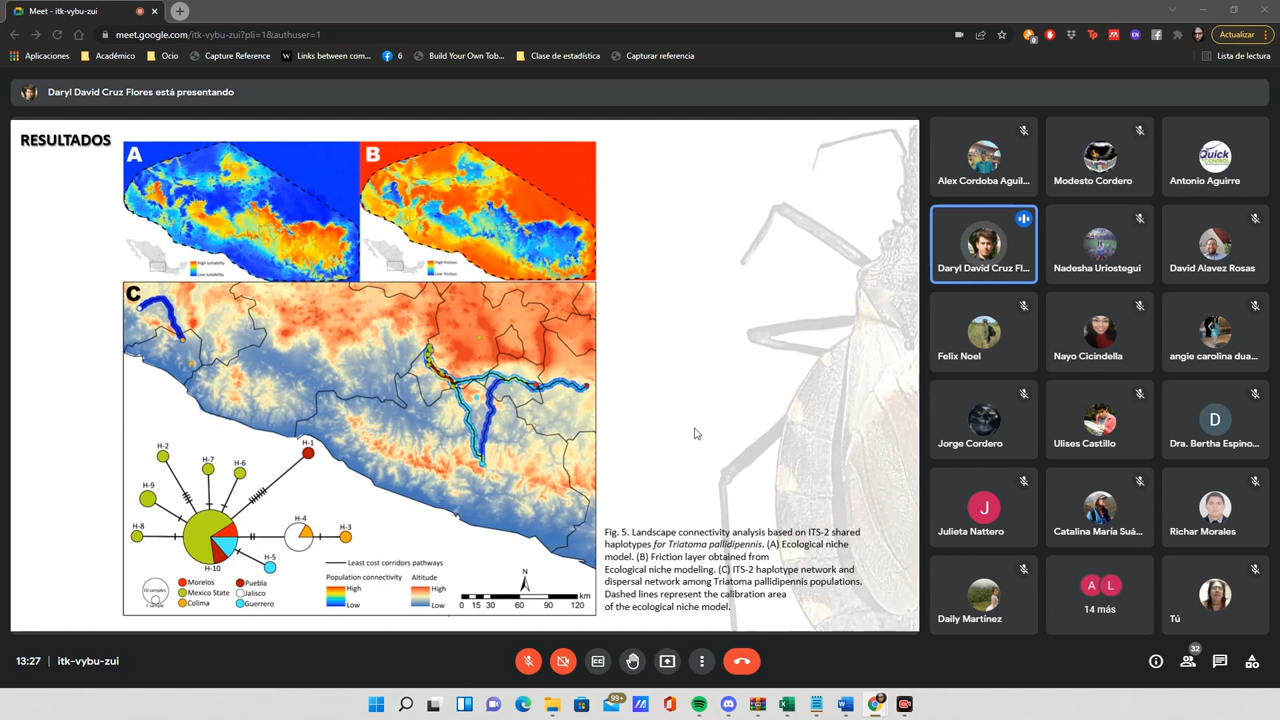 Meet - itk-vybu-zui
meet.google.com/itk-vybu-zui?pli=1&authuser=1
Actualizar
Aplicaciones
Académico
Ocio
Capture Reference
Links between com...
6
Build Your Own Tob...
Clase de estadística
Capturar referencia
Lista de lectura
Daryl David Cruz Flores está presentando
RESULTADOS
A
High suitability
Low suitability
B
High friction
Low friction
C
H-1
H-2
H-7
H-6
H-9
H-4
H-3
H-8
H-5
H-10
10 samples
1 sample
Morelos
Mexico State
Colima
Puebla
Jalisco
Guerrero
Least cost corridors pathways
Population connectivity
High
Low
Altitude
High
Low
N
km
0 15 30 60 90 120
Fig. 5. Landscape connectivity analysis based on ITS-2 shared
haplotypes for Triatoma pallidipennis. (A) Ecological niche
model. (B) Friction layer obtained from
Ecological niche modeling. (C) ITS-2 haplotype network and
dispersal network among Triatoma pallidipennis populations.
Dashed lines represent the calibration area
of the ecological niche model.
Alex Cordoba Aguil...
Modesto Cordero
Quick
CONTROL
Antonio Aguirre
Daryl David Cruz Fl...
Nadesha Uriostegui
David Alavez Rosas
Felix Noel
Nayo Cicindella
angie carolina dua...
Jorge Cordero
Ulises Castillo
D
Dra. Bertha Espino...
J
Julieta Nattero
Catalina María Suá...
Richar Morales
Daily Martínez
A L
14 más
Tú
13:27
itk-vybu-zui
32
99+